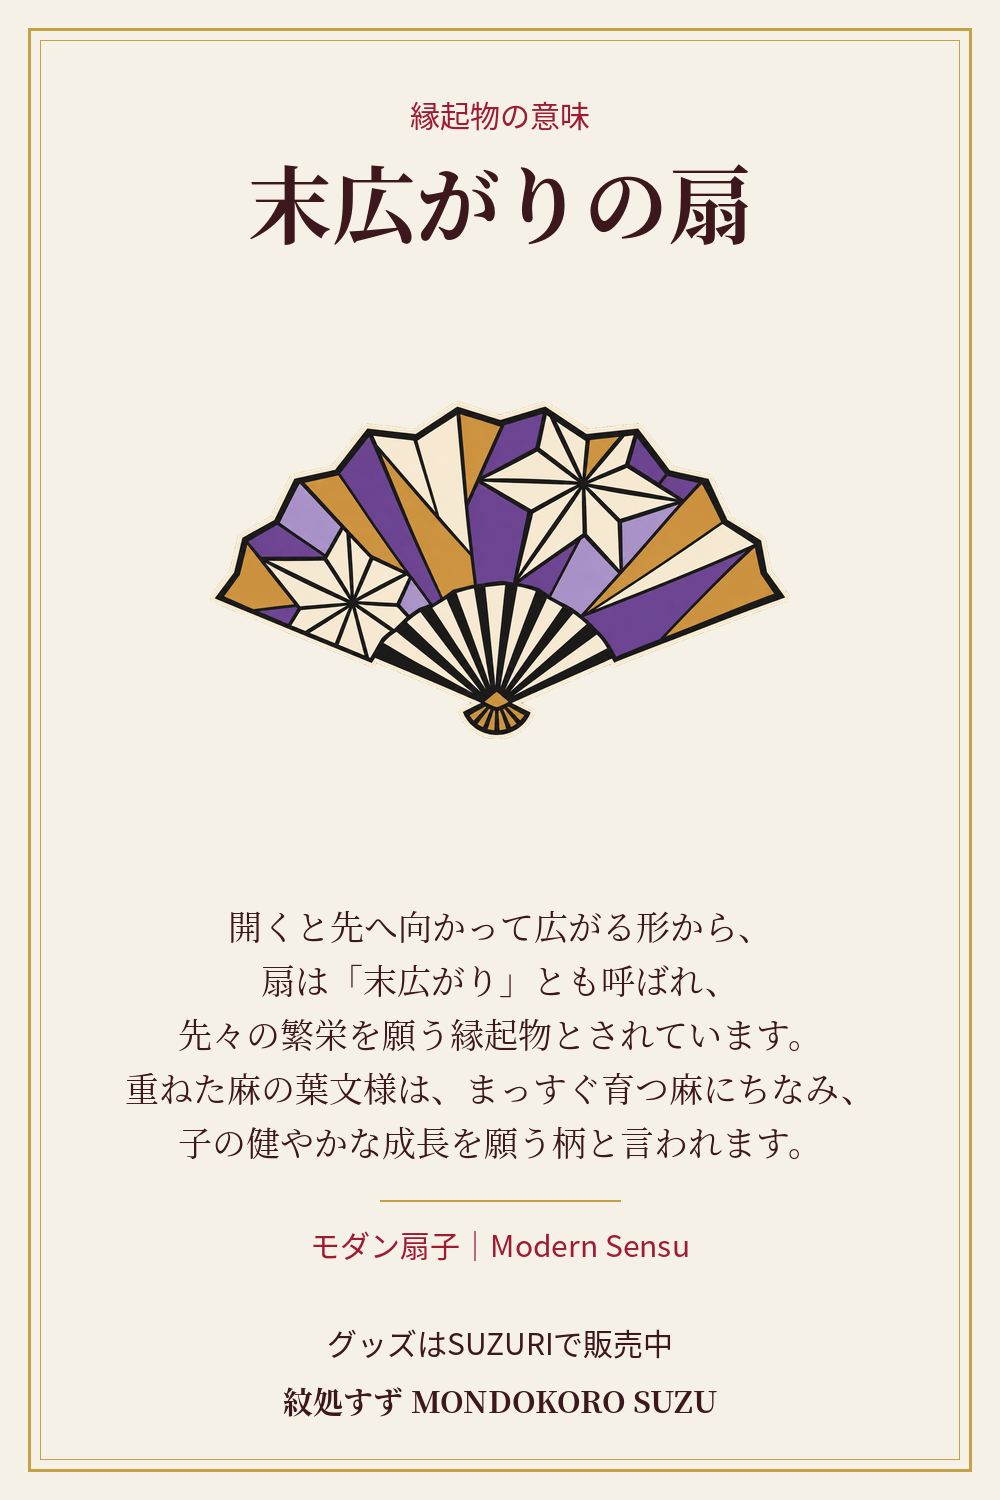 縁起物の意味
末広がりの扇
開くと先へ向かって広がる形から、
扇は「末広がり」とも呼ばれ、
先々の繁栄を願う縁起物とされています。
重ねた麻の葉文様は、まっすぐ育つ麻にちなみ、
子の健やかな成長を願う柄と言われます。
モダン扇子｜Modern Sensu
グッズはSUZURIで販売中
紋処すず MONDOKORO SUZU